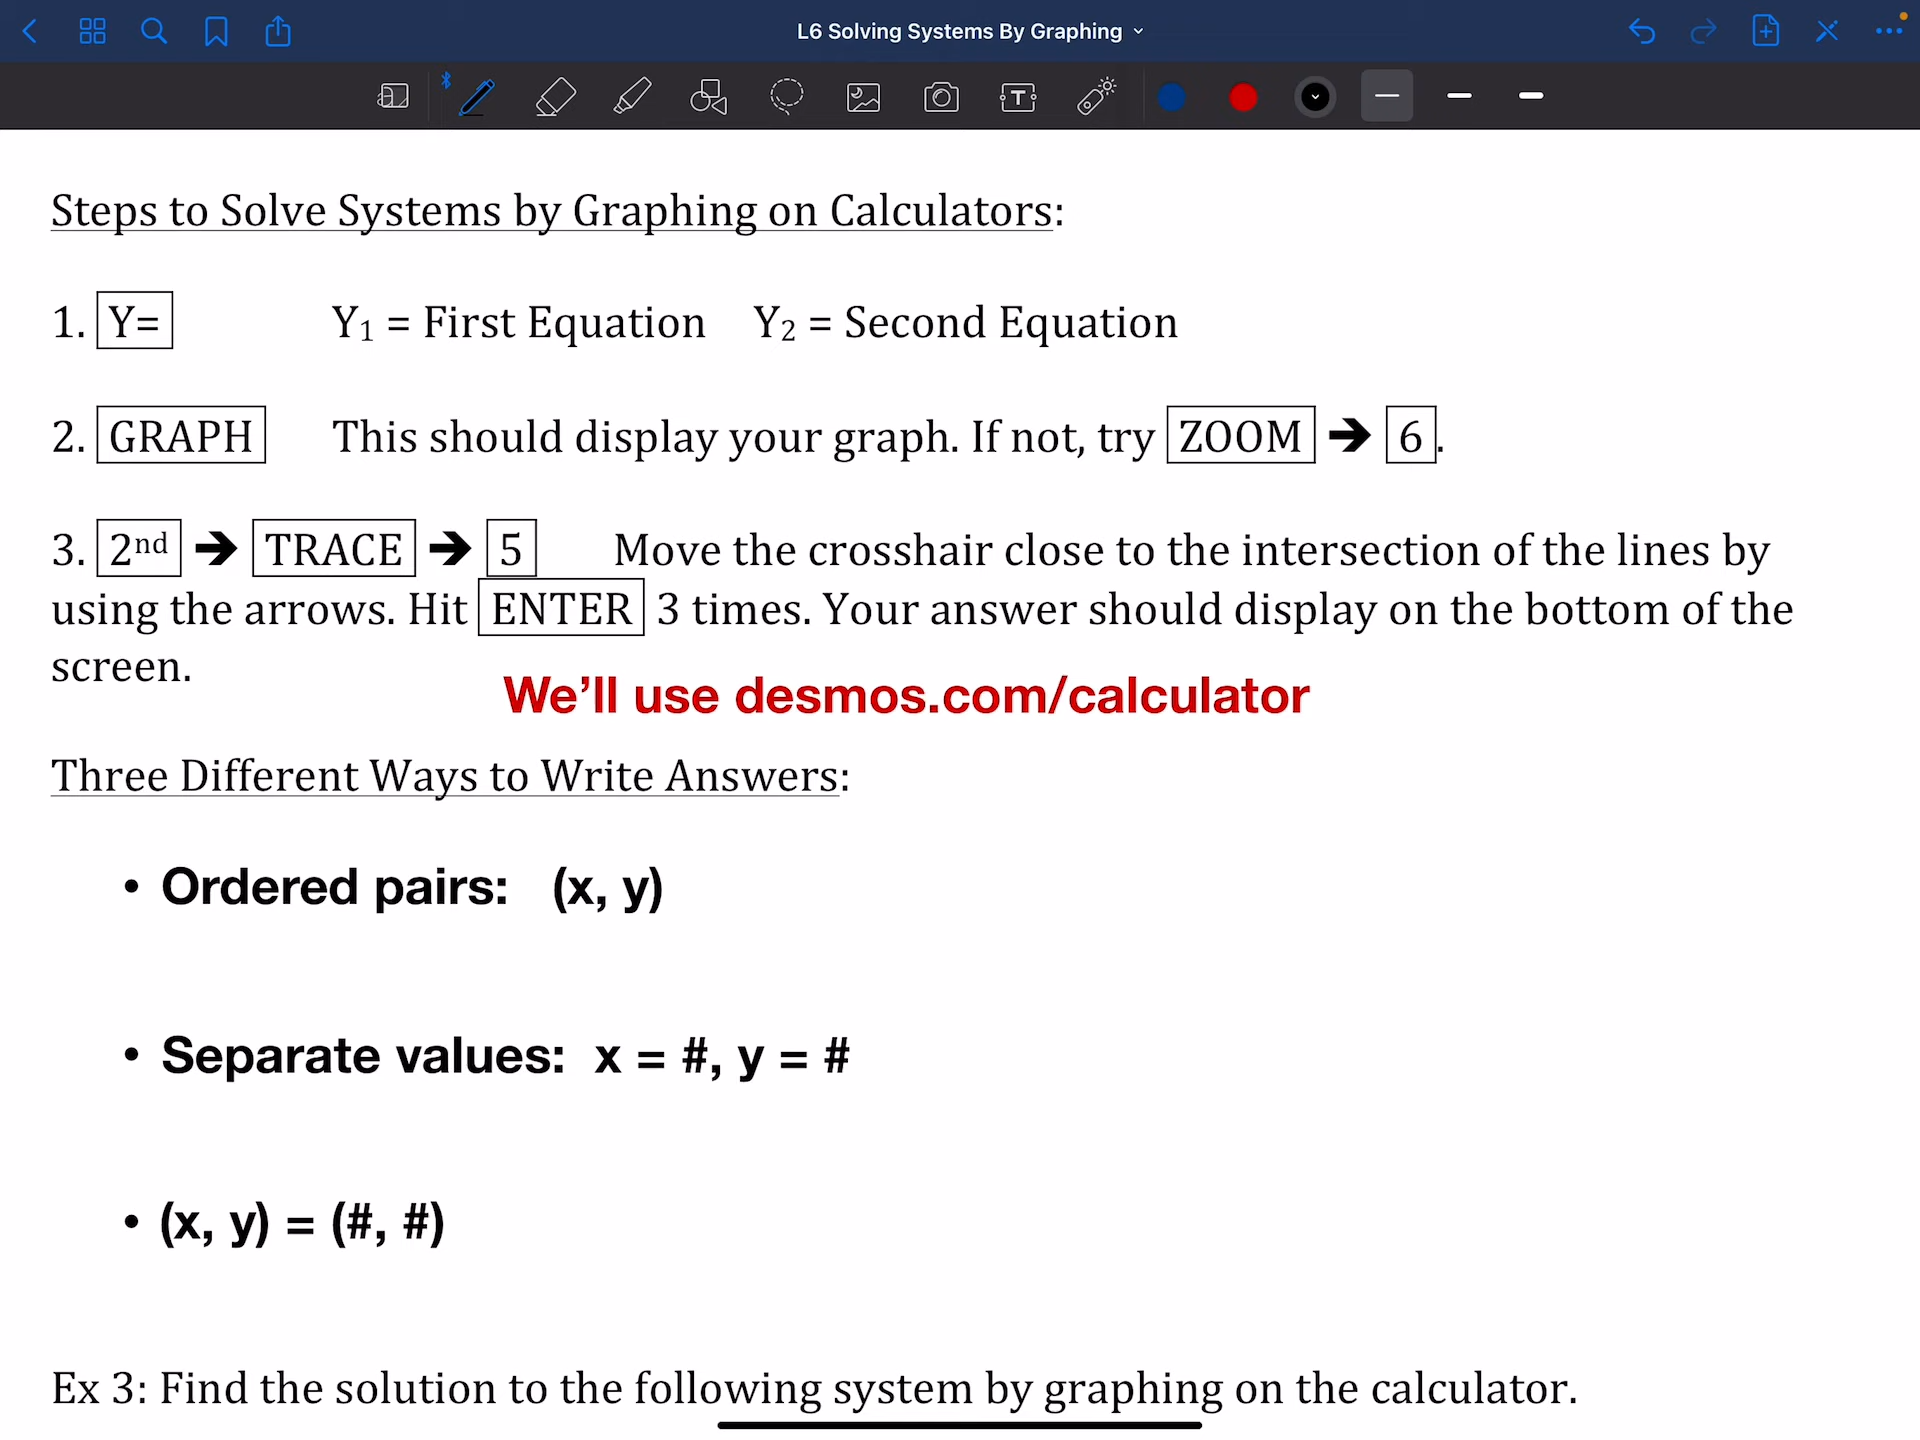 L6 Solving Systems By Graphing
Steps to Solve Systems by Graphing on Calculators:
1. Y= Y₁ = First Equation Y₂ = Second Equation
2. GRAPH This should display your graph. If not, try ZOOM ➔ 6.
3. 2nd ➔ TRACE ➔ 5 Move the crosshair close to the intersection of the lines by
using the arrows. Hit ENTER 3 times. Your answer should display on the bottom of the
screen.
We’ll use desmos.com/calculator
Three Different Ways to Write Answers:
• Ordered pairs: (x, y)
• Separate values: x = #, y = #
• (x, y) = (#, #)
Ex 3: Find the solution to the following system by graphing on the calculator.